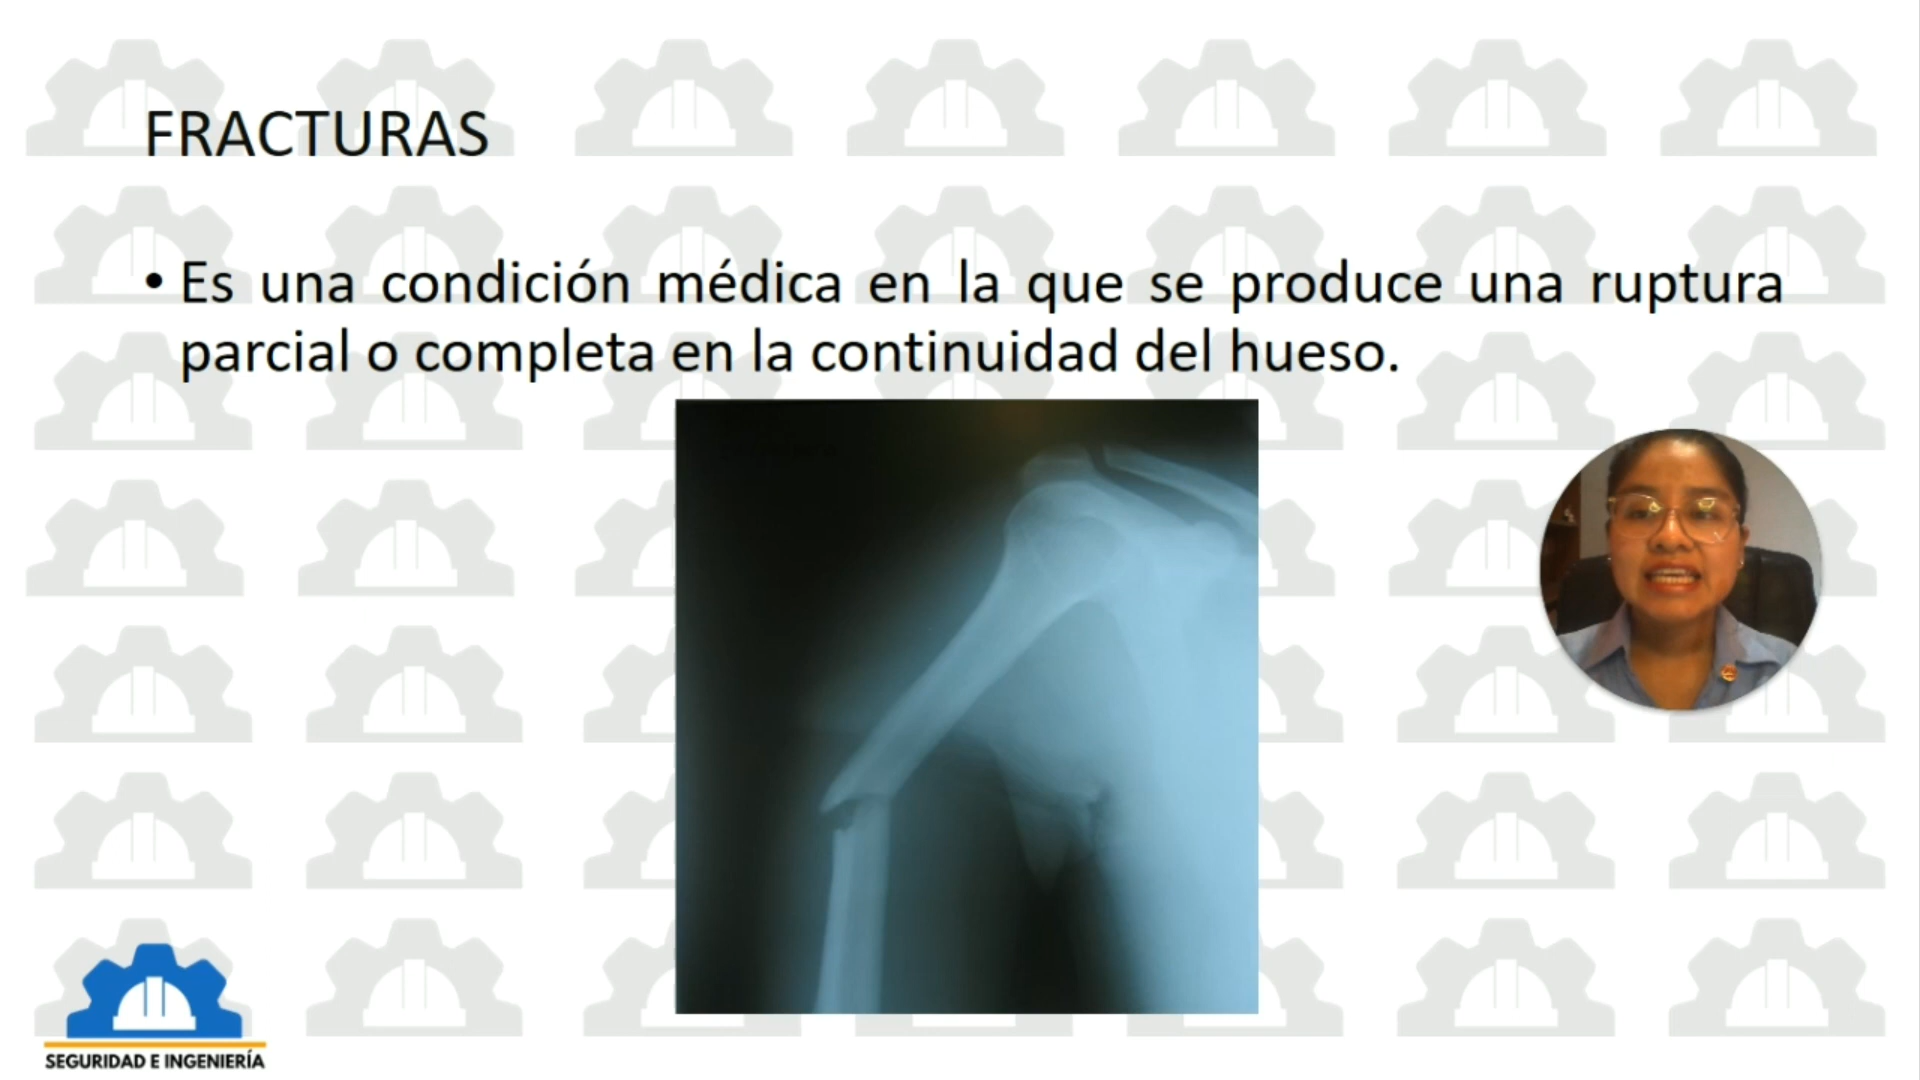 FRACTURAS
• Es una condición médica en la que se produce una ruptura
parcial o completa en la continuidad del hueso.
SEGURIDAD E INGENIERÍA